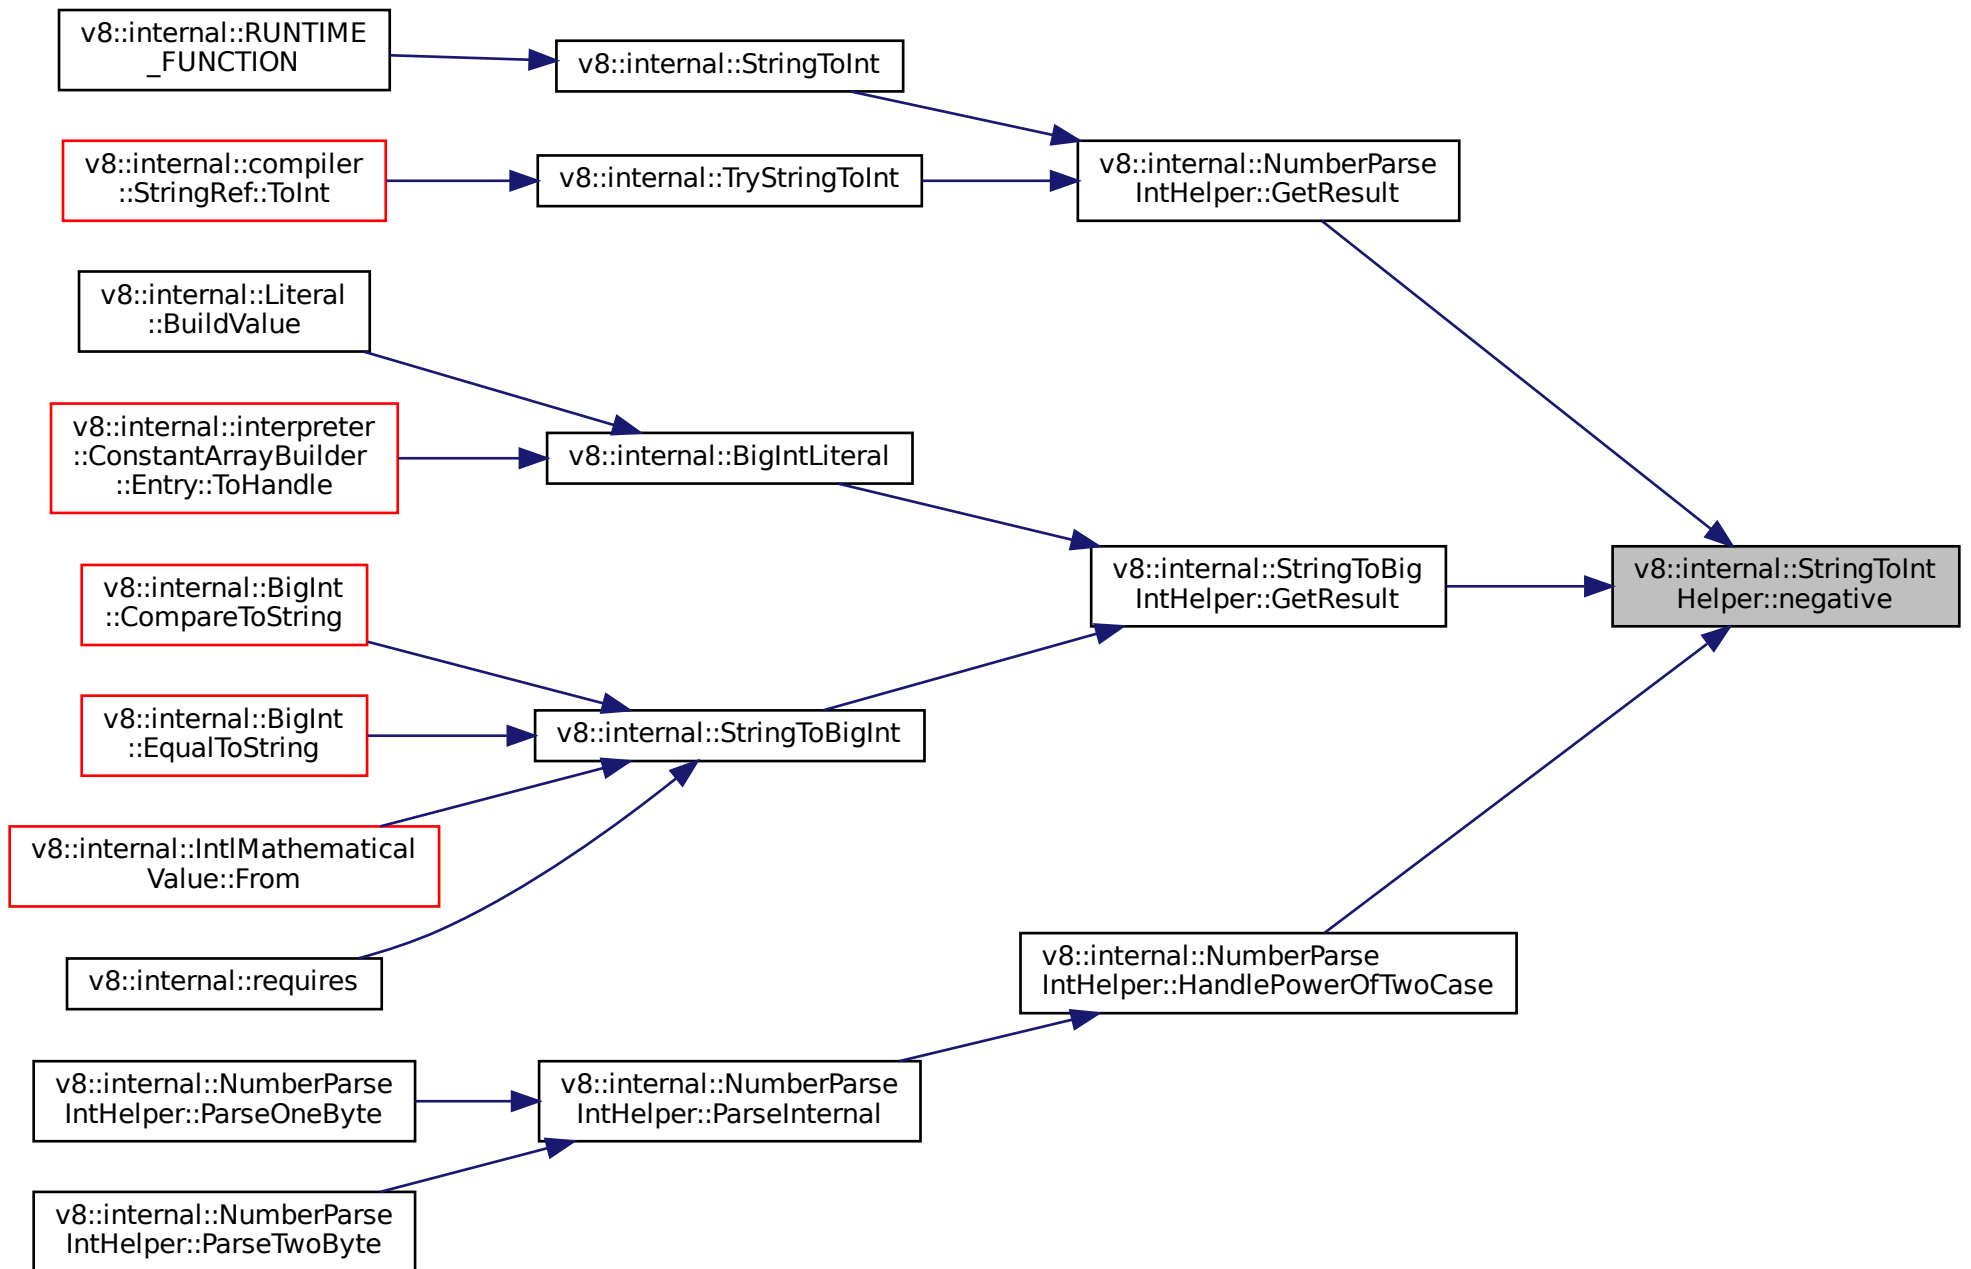 v8::internal::RUNTIME
_FUNCTION
v8::internal::StringToInt
v8::internal::compiler
::StringRef::ToInt
v8::internal::TryStringToInt
v8::internal::NumberParse
IntHelper::GetResult
v8::internal::Literal
::BuildValue
v8::internal::interpreter
::ConstantArrayBuilder
::Entry::ToHandle
v8::internal::BigIntLiteral
v8::internal::BigInt
::CompareToString
v8::internal::StringToBig
IntHelper::GetResult
v8::internal::StringToInt
Helper::negative
v8::internal::BigInt
::EqualToString
v8::internal::StringToBigInt
v8::internal::IntlMathematical
Value::From
v8::internal::requires
v8::internal::NumberParse
IntHelper::HandlePowerOfTwoCase
v8::internal::NumberParse
IntHelper::ParseOneByte
v8::internal::NumberParse
IntHelper::ParseInternal
v8::internal::NumberParse
IntHelper::ParseTwoByte